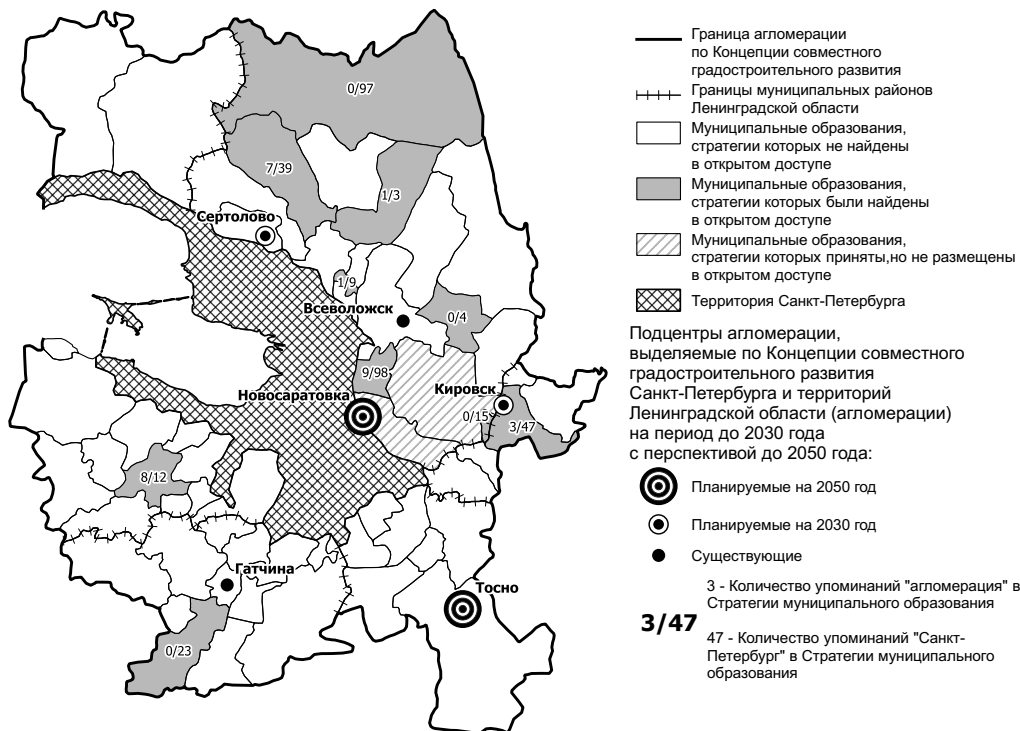 0/97
7/39
1/3
Сертолово
1/9
Всеволожск
0/4
9/98
Новосаратовка
Кировск
0/15
3/47
8/12
Гатчина
Тосно
0/23
Граница агломерации
по Концепции совместного
градостроительного развития
Границы муниципальных районов
Ленинградской области
Муниципальные образования,
стратегии которых не найдены
в открытом доступе
Муниципальные образования,
стратегии которых были найдены
в открытом доступе
Муниципальные образования,
стратегии которых приняты,но не размещены
в открытом доступе
Территория Санкт-Петербурга
Подцентры агломерации,
выделяемые по Концепции совместного
градостроительного развития
Санкт-Петербурга и территорий
Ленинградской области (агломерации)
на период до 2030 года
с перспективой до 2050 года:
Планируемые на 2050 год
Планируемые на 2030 год
Существующие
3/47
3 - Количество упоминаний "агломерация" в
Стратегии муниципального образования
47 - Количество упоминаний "Санкт-
Петербург" в Стратегии муниципального
образования